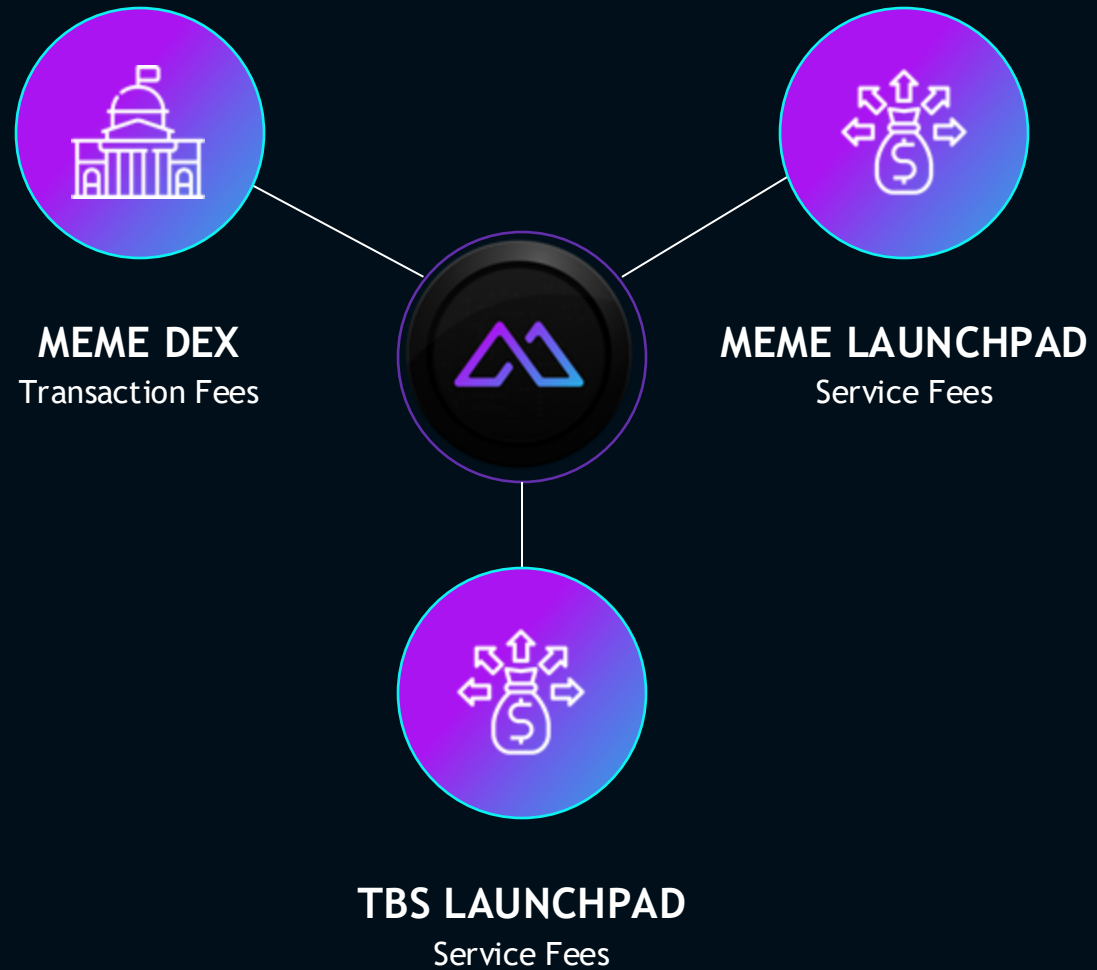 MEME DEX
Transaction Fees
MEME LAUNCHPAD
Service Fees
TBS LAUNCHPAD
Service Fees